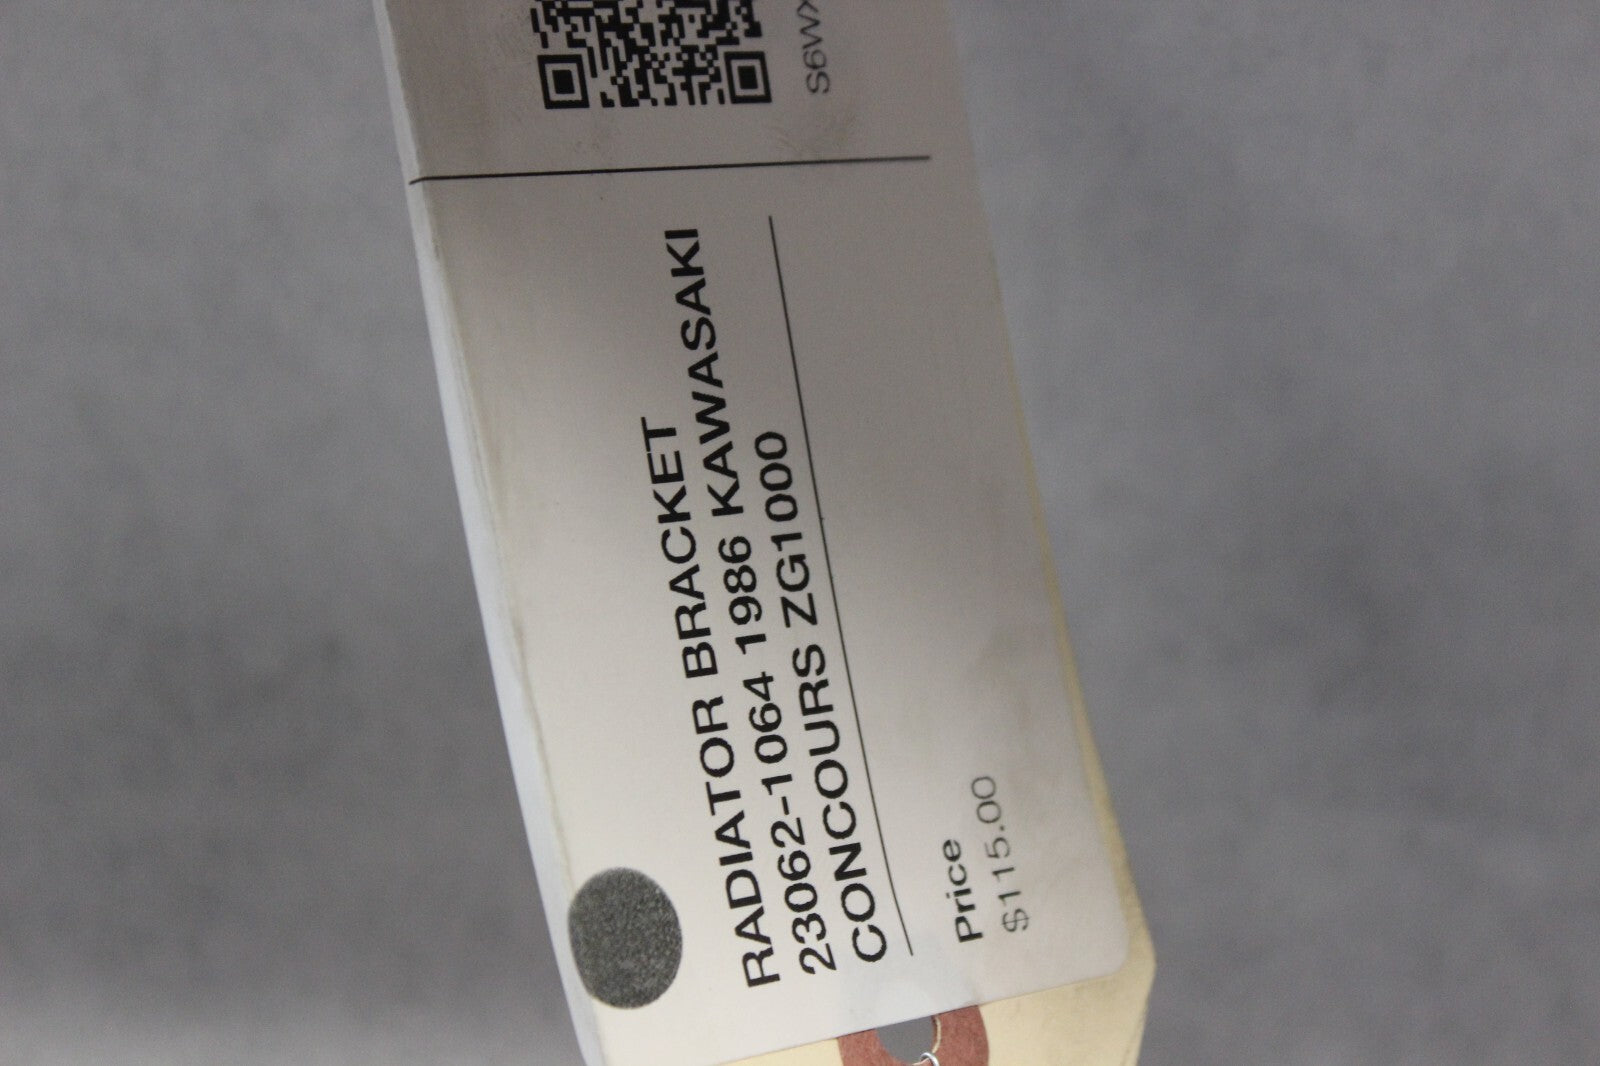 RADIATOR BRACKET
23062-1064 1986 KAWASAKI
CONCOURS ZG1000
Price
$115.00